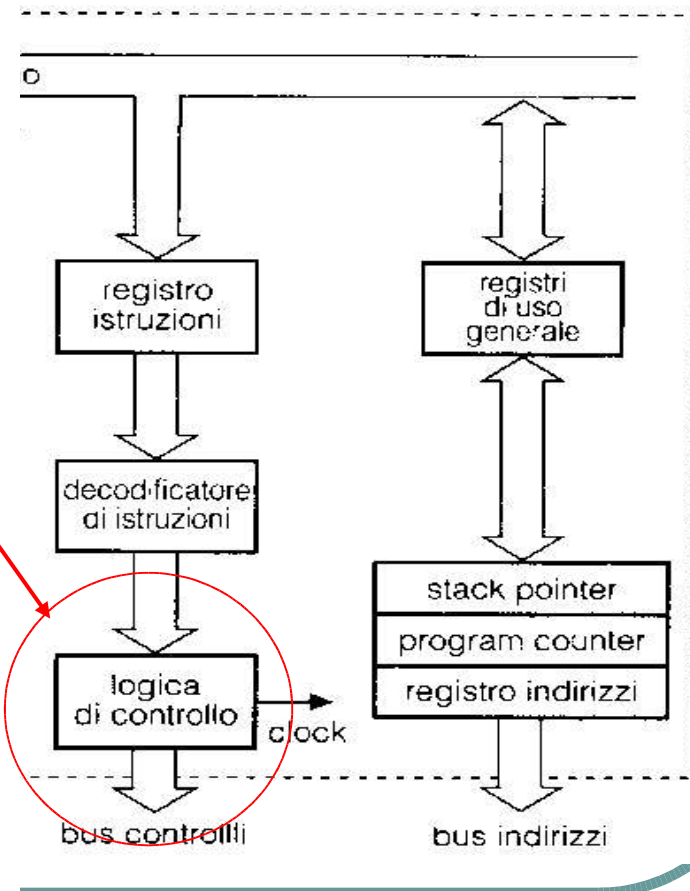 o
registro
istruzioni
registri
di uso
generale
decodificatore
di istruzioni
stack pointer
program counter
registro indirizzi
logica
di controllo
clock
bus controllli
bus indirizzi